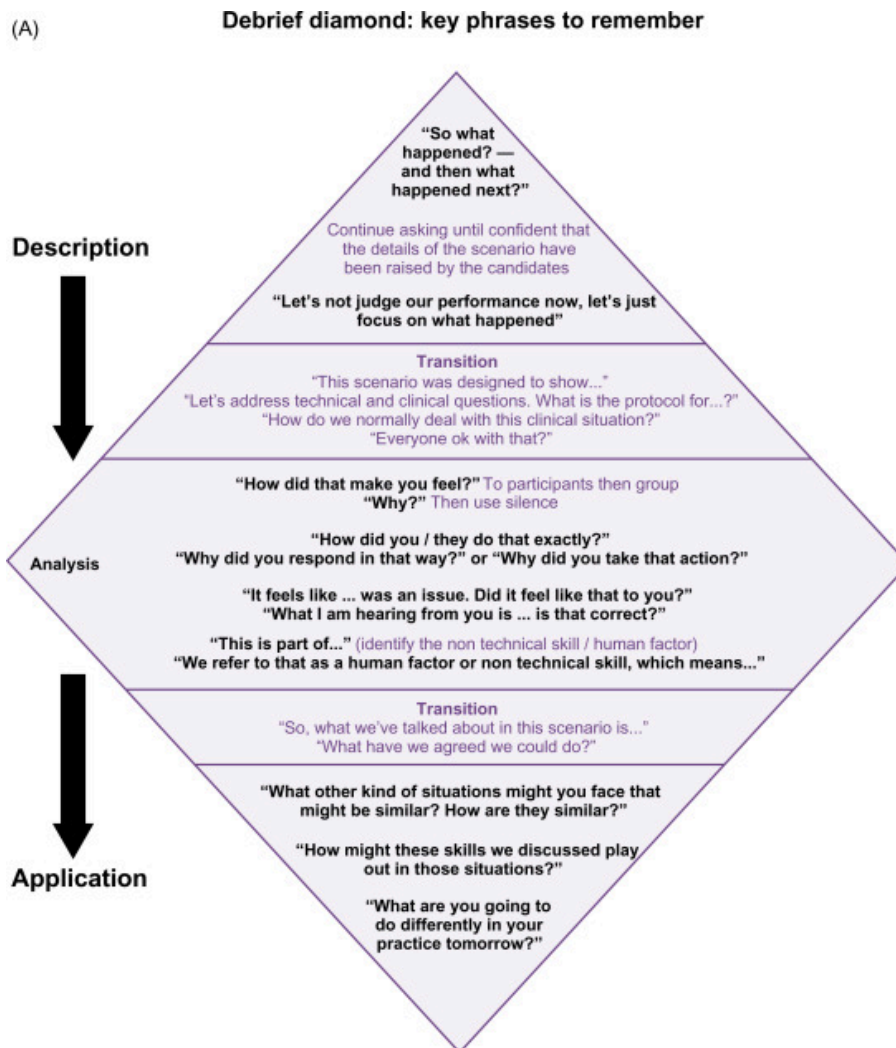 (A)
Debrief diamond: key phrases to remember
“So what
happened? —
and then what
happened next?”
Continue asking until confident that
the details of the scenario have
been raised by the candidates
Description
“Let’s not judge our performance now, let’s just
focus on what happened”
Transition
“This scenario was designed to show...”
“Let’s address technical and clinical questions. What is the protocol for...?”
“How do we normally deal with this clinical situation?”
“Everyone ok with that?”
“How did that make you feel?” To participants then group
“Why?” Then use silence
“How did you / they do that exactly?”
“Why did you respond in that way?” or “Why did you take that action?”
Analysis
“It feels like ... was an issue. Did it feel like that to you?”
“What I am hearing from you is ... is that correct?”
“This is part of...” (identify the non technical skill / human factor)
“We refer to that as a human factor or non technical skill, which means...”
Transition
“So, what we’ve talked about in this scenario is...”
“What have we agreed we could do?”
“What other kind of situations might you face that
might be similar? How are they similar?”
“How might these skills we discussed play
out in those situations?”
Application
“What are you going to
do differently in your
practice tomorrow?”